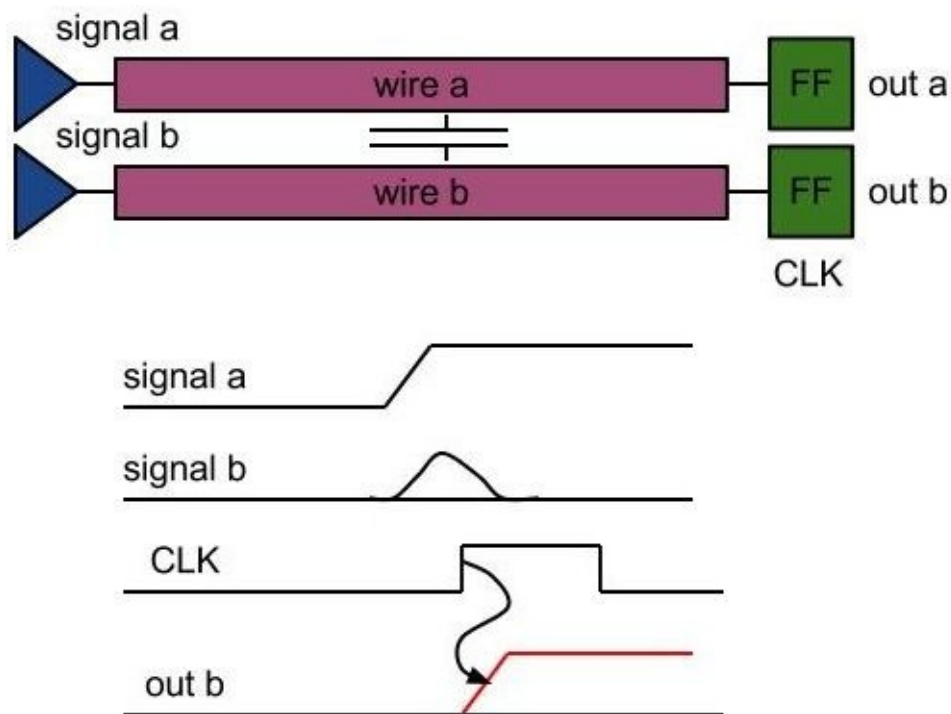 signal a
wire a
FF
out a
signal b
wire b
FF
out b
CLK
signal a
signal b
CLK
out b